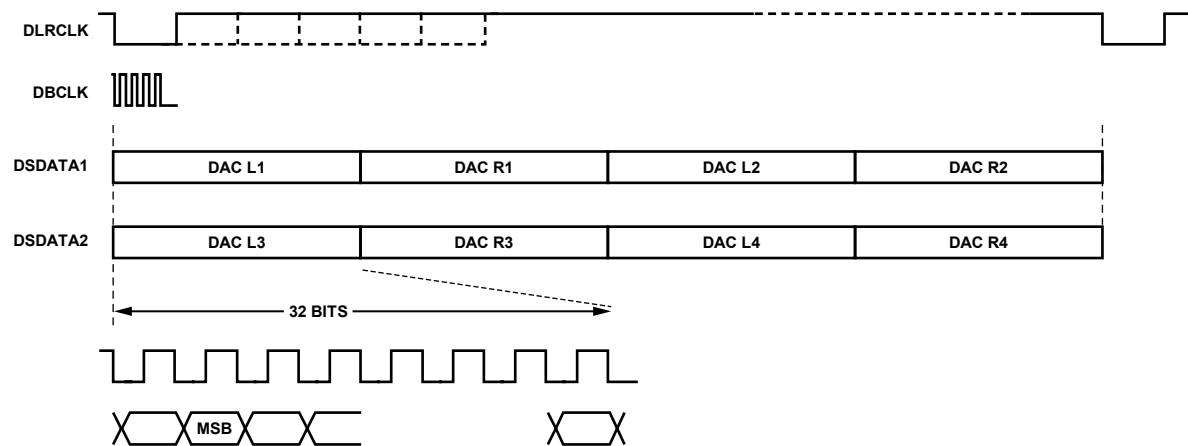 DLRCLK
DBCLK
DSDATA1 DAC L1 DAC R1 DAC L2 DAC R2
DSDATA2 DAC L3 DAC R3 DAC L4 DAC R4
32 BITS
MSB